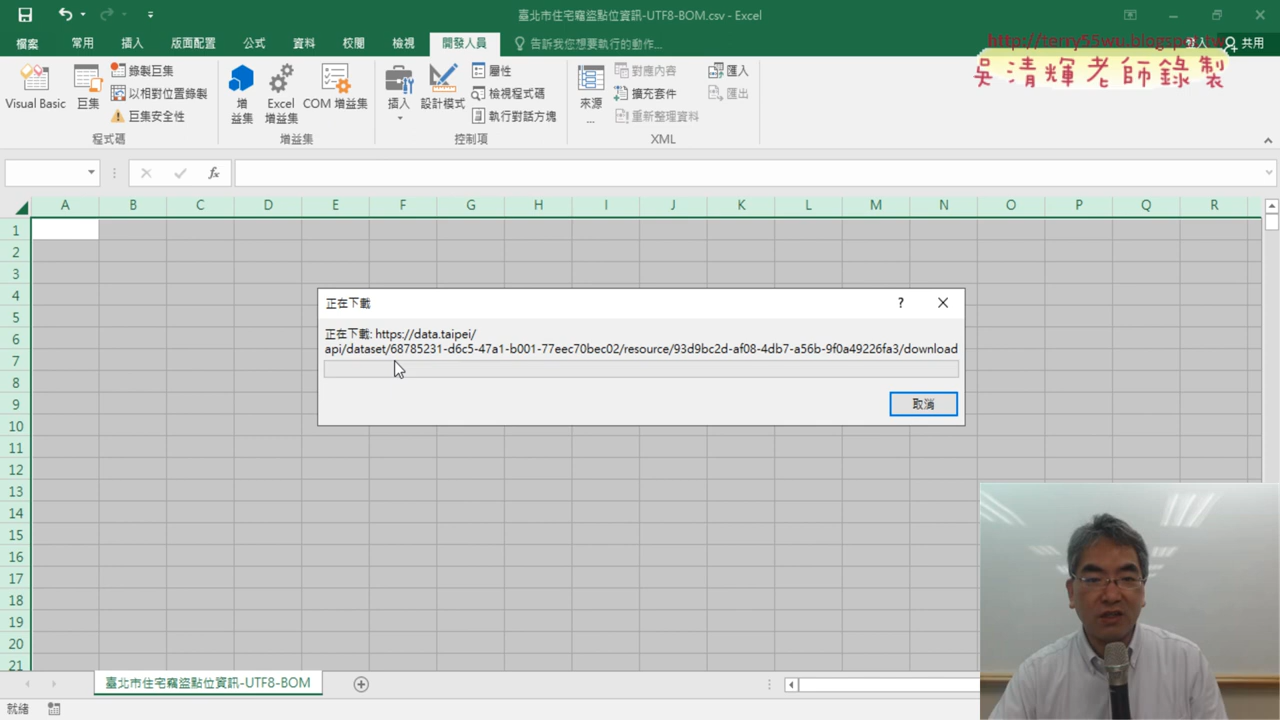 臺北市住宅竊盜點位資訊-UTF8-BOM.csv - Excel
檔案 常用 插入 版面配置 公式 資料 校閱 檢視 開發人員 告訴我您想要執行的動作... 登入 共用
http://terry55wu.blogspot.tw
吳清輝老師錄製
Visual Basic 巨集 錄製巨集 以相對位置錄製 巨集安全性
增益集 Excel 增益集 COM 增益集
插入 設計模式 屬性 檢視程式碼 執行對話方塊
來源... 對應內容 擴充套件 重新整理資料 匯入 匯出
程式碼 增益集 控制項 XML
fx
A B C D E F G H I J K L M N O P Q R
1
2
3
4
5
6
7
8
9
10
11
12
13
14
15
16
17
18
19
20
21
正在下載 ?
正在下載: https://data.taipei/
api/dataset/68785231-d6c5-47a1-b001-77eec70bec02/resource/93d9bc2d-af08-4db7-a56b-9f0a49226fa3/download
取消
臺北市住宅竊盜點位資訊-UTF8-BOM
就緒